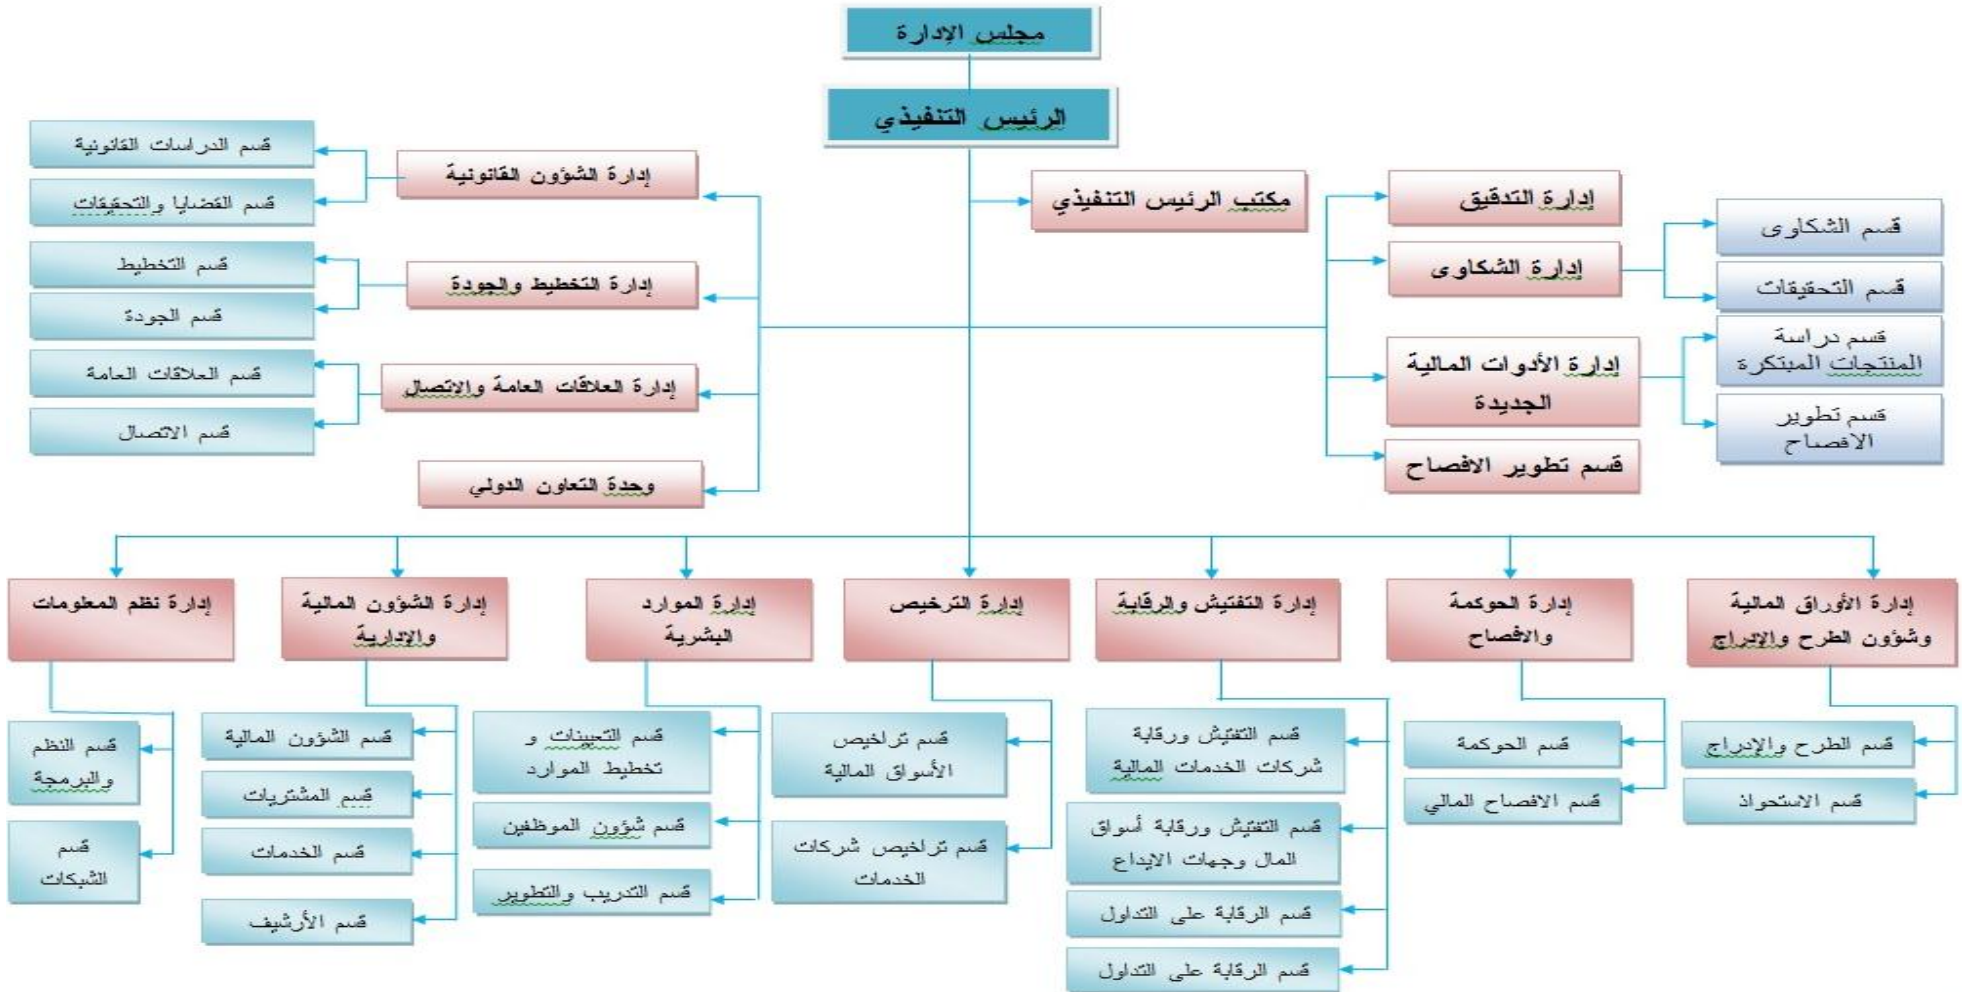 مجلس الإدارة
الرئيس التنفيذي
مكتب الرئيس التنفيذي
إدارة التدقيق
إدارة الشكاوى
قسم الشكاوى
قسم التحقيقات
إدارة الأدوات المالية
الجديدة
قسم دراسة
المنتجات المبتكرة
قسم تطوير
الافصاح
قسم تطوير الافصاح
إدارة الشؤون القانونية
قسم الدراسات القانونية
قسم القضايا والتحقيقات
إدارة التخطيط والجودة
قسم التخطيط
قسم الجودة
إدارة العلاقات العامة والاتصال
قسم العلاقات العامة
قسم الاتصال
وحدة التعاون الدولي
إدارة الأوراق المالية
وشؤون الطرح والإدراج
قسم الطرح والإدراج
قسم الاستحواذ
إدارة الحوكمة
والافصاح
قسم الحوكمة
قسم الافصاح المالي
إدارة التفتيش والرقابة
قسم التفتيش ورقابة
شركات الخدمات المالية
قسم التفتيش ورقابة أسواق
المال وجهات الايداع
قسم الرقابة على التداول
قسم الرقابة على التداول
إدارة الترخيص
قسم تراخيص
الأسواق المالية
قسم تراخيص شركات
الخدمات
إدارة الموارد
البشرية
قسم التعيينات و
تخطيط الموارد
قسم شؤون الموظفين
قسم التدريب والتطوير
إدارة الشؤون المالية
والإدارية
قسم الشؤون المالية
قسم المشتريات
قسم الخدمات
قسم الأرشيف
إدارة نظم المعلومات
قسم النظم
والبرمجة
قسم
الشبكات